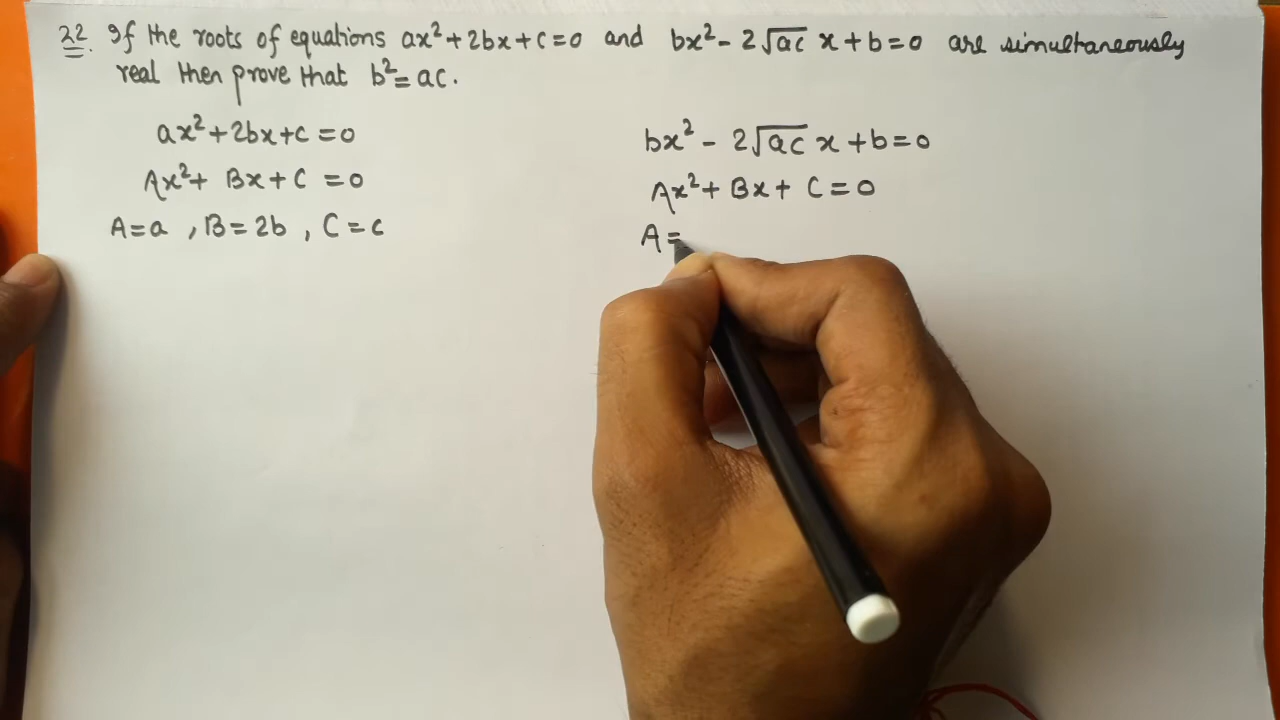 22. If the roots of equations ax²+2bx+c=0 and bx²-2√ac x+b=0 are simultaneously
real then prove that b²=ac.
ax²+2bx+c=0
Ax²+Bx+C=0
A=a, B=2b, C=c
bx²-2√ac x+b=0
Ax²+Bx+C=0
A=